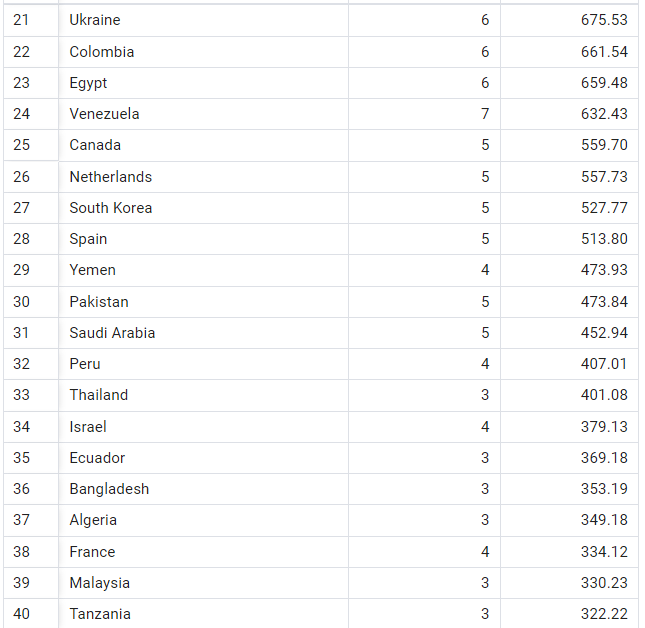 21 Ukraine 6 675.53
22 Colombia 6 661.54
23 Egypt 6 659.48
24 Venezuela 7 632.43
25 Canada 5 559.70
26 Netherlands 5 557.73
27 South Korea 5 527.77
28 Spain 5 513.80
29 Yemen 4 473.93
30 Pakistan 5 473.84
31 Saudi Arabia 5 452.94
32 Peru 4 407.01
33 Thailand 3 401.08
34 Israel 4 379.13
35 Ecuador 3 369.18
36 Bangladesh 3 353.19
37 Algeria 3 349.18
38 France 4 334.12
39 Malaysia 3 330.23
40 Tanzania 3 322.22